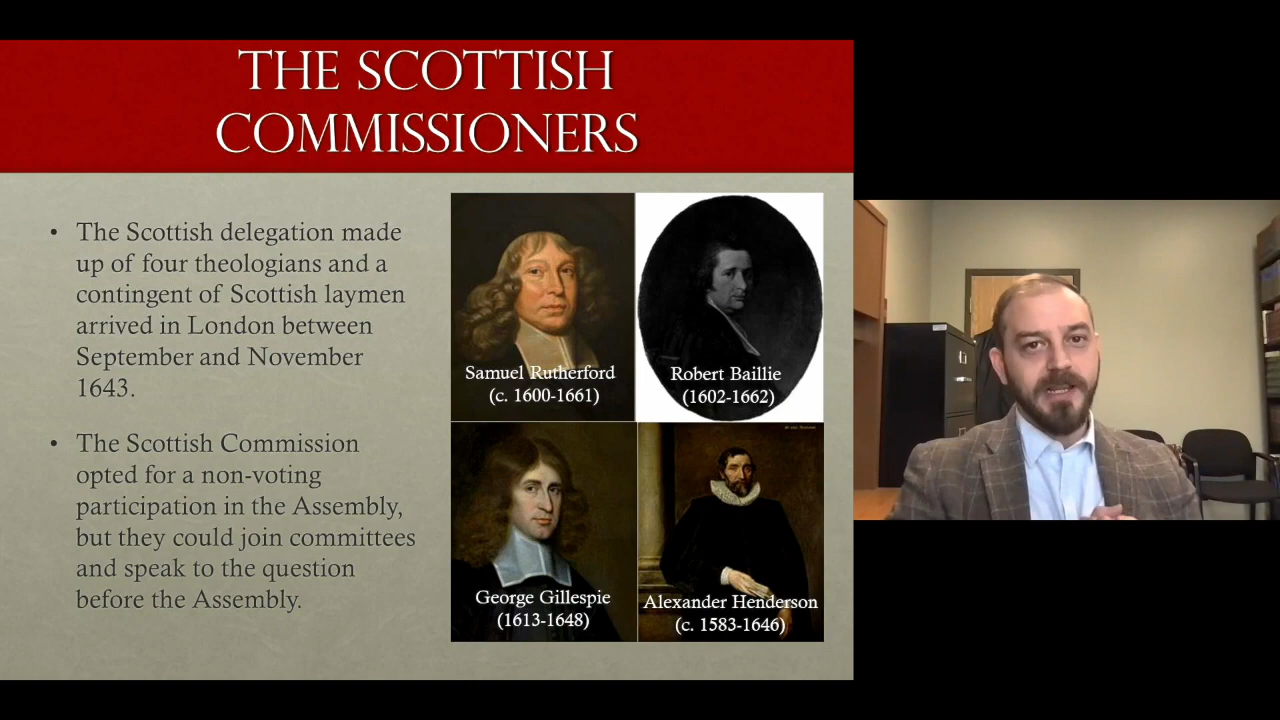 THE SCOTTISH
COMMISSIONERS
• The Scottish delegation made
up of four theologians and a
contingent of Scottish laymen
arrived in London between
September and November
1643.
• The Scottish Commission
opted for a non-voting
participation in the Assembly,
but they could join committees
and speak to the question
before the Assembly.
Samuel Rutherford
(c. 1600-1661)
Robert Baillie
(1602-1662)
George Gillespie
(1613-1648)
Alexander Henderson
(c. 1583-1646)